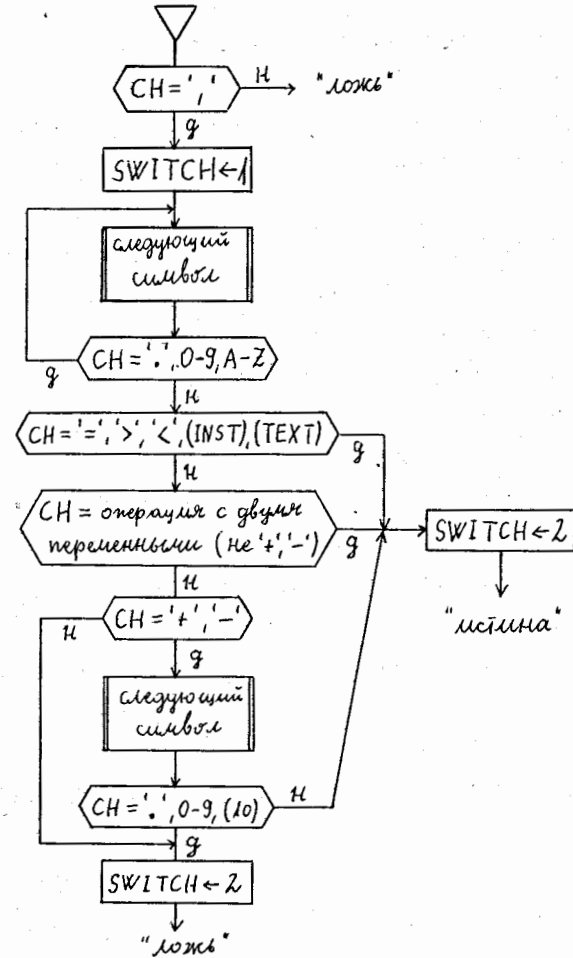 CH=',' н "ложь"
д
SWITCH←1
следующий
символ
CH='.',0-9,A-Z
д
н
CH='=','>','<',(INST),(TEXT)
д
н
CH = операция с двумя
переменными (не '+','-')
д
SWITCH←2
н
"истина"
CH='+','-'
н
д
следующий
символ
CH='.',0-9,(10)
н
д
SWITCH←2
"ложь"